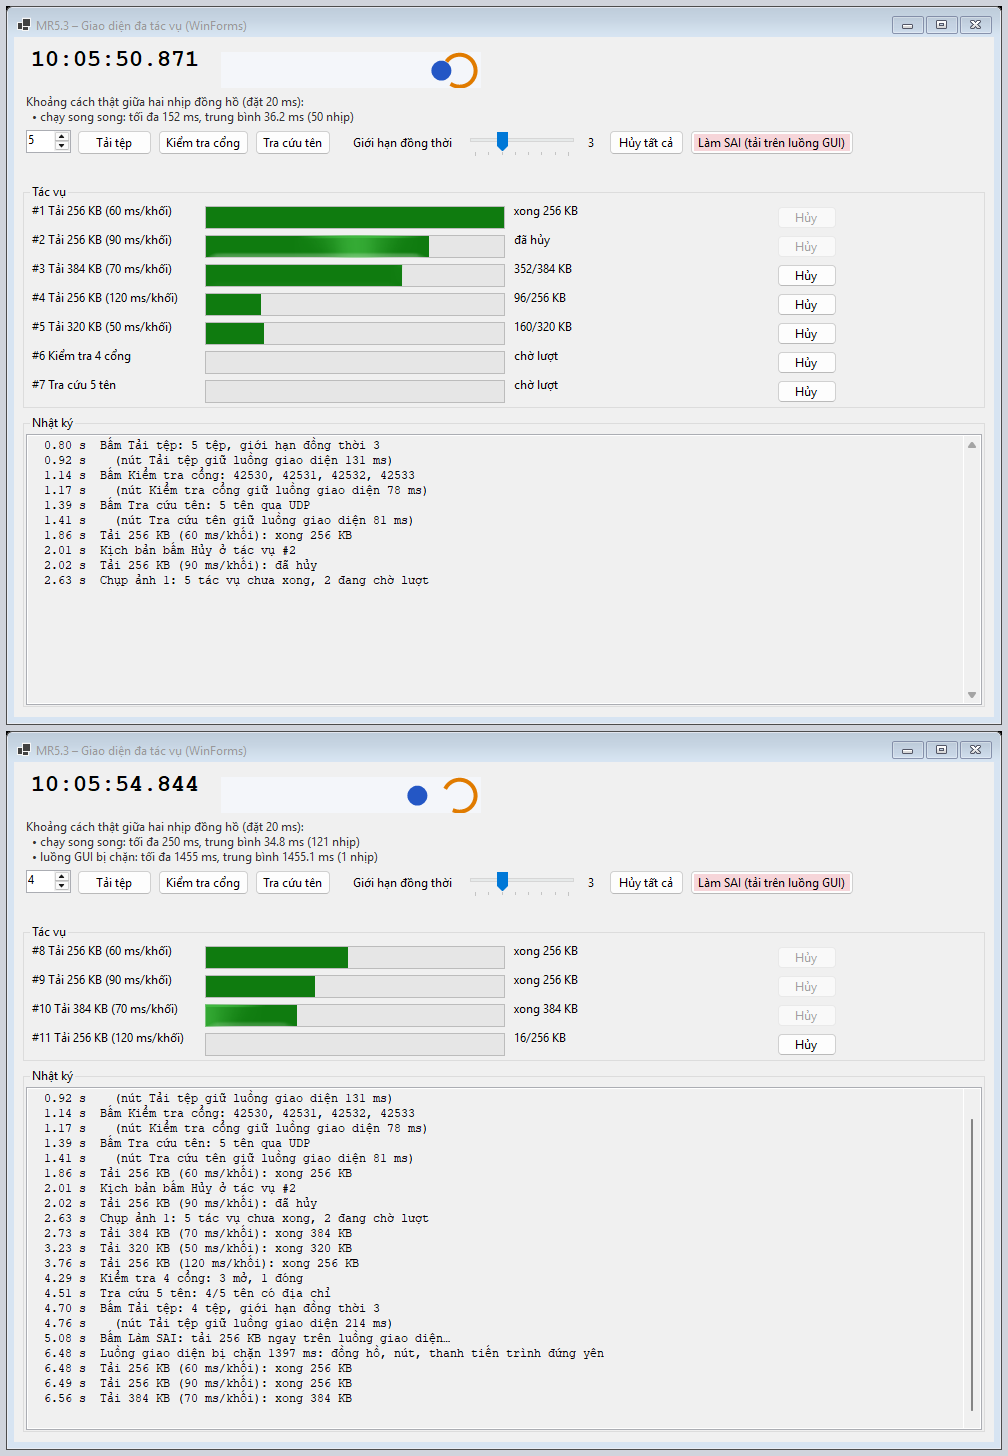 MR5.3 – Giao diện đa tác vụ (WinForms)
10:05:50.871
Khoảng cách thật giữa hai nhịp đồng hồ (đặt 20 ms):
• chạy song song: tối đa 152 ms, trung bình 36.2 ms (50 nhịp)
5 Tải tệp Kiểm tra cổng Tra cứu tên Giới hạn đồng thời 3 Hủy tất cả Làm SAI (tải trên luồng GUI)
Tác vụ
#1 Tải 256 KB (60 ms/khối) xong 256 KB Hủy
#2 Tải 256 KB (90 ms/khối) đã hủy Hủy
#3 Tải 384 KB (70 ms/khối) 352/384 KB Hủy
#4 Tải 256 KB (120 ms/khối) 96/256 KB Hủy
#5 Tải 320 KB (50 ms/khối) 160/320 KB Hủy
#6 Kiểm tra 4 cổng chờ lượt Hủy
#7 Tra cứu 5 tên chờ lượt Hủy
Nhật ký
0.80 s Bấm Tải tệp: 5 tệp, giới hạn đồng thời 3
0.92 s (nút Tải tệp giữ luồng giao diện 131 ms)
1.14 s Bấm Kiểm tra cổng: 42530, 42531, 42532, 42533
1.17 s (nút Kiểm tra cổng giữ luồng giao diện 78 ms)
1.39 s Bấm Tra cứu tên: 5 tên qua UDP
1.41 s (nút Tra cứu tên giữ luồng giao diện 81 ms)
1.86 s Tải 256 KB (60 ms/khối): xong 256 KB
2.01 s Kịch bản bấm Hủy ở tác vụ #2
2.02 s Tải 256 KB (90 ms/khối): đã hủy
2.63 s Chụp ảnh 1: 5 tác vụ chưa xong, 2 đang chờ lượt
MR5.3 – Giao diện đa tác vụ (WinForms)
10:05:54.844
Khoảng cách thật giữa hai nhịp đồng hồ (đặt 20 ms):
• chạy song song: tối đa 250 ms, trung bình 34.8 ms (121 nhịp)
• luồng GUI bị chặn: tối đa 1455 ms, trung bình 1455.1 ms (1 nhịp)
4 Tải tệp Kiểm tra cổng Tra cứu tên Giới hạn đồng thời 3 Hủy tất cả Làm SAI (tải trên luồng GUI)
Tác vụ
#8 Tải 256 KB (60 ms/khối) xong 256 KB Hủy
#9 Tải 256 KB (90 ms/khối) xong 256 KB Hủy
#10 Tải 384 KB (70 ms/khối) xong 384 KB Hủy
#11 Tải 256 KB (120 ms/khối) 16/256 KB Hủy
Nhật ký
0.92 s (nút Tải tệp giữ luồng giao diện 131 ms)
1.14 s Bấm Kiểm tra cổng: 42530, 42531, 42532, 42533
1.17 s (nút Kiểm tra cổng giữ luồng giao diện 78 ms)
1.39 s Bấm Tra cứu tên: 5 tên qua UDP
1.41 s (nút Tra cứu tên giữ luồng giao diện 81 ms)
1.86 s Tải 256 KB (60 ms/khối): xong 256 KB
2.01 s Kịch bản bấm Hủy ở tác vụ #2
2.02 s Tải 256 KB (90 ms/khối): đã hủy
2.63 s Chụp ảnh 1: 5 tác vụ chưa xong, 2 đang chờ lượt
2.73 s Tải 384 KB (70 ms/khối): xong 384 KB
3.23 s Tải 320 KB (50 ms/khối): xong 320 KB
3.76 s Tải 256 KB (120 ms/khối): xong 256 KB
4.29 s Kiểm tra 4 cổng: 3 mở, 1 đóng
4.51 s Tra cứu 5 tên: 4/5 tên có địa chỉ
4.70 s Bấm Tải tệp: 4 tệp, giới hạn đồng thời 3
4.76 s (nút Tải tệp giữ luồng giao diện 214 ms)
5.08 s Bấm Làm SAI: tải 256 KB ngay trên luồng giao diện…
6.48 s Luồng giao diện bị chặn 1397 ms: đồng hồ, nút, thanh tiến trình đứng yên
6.48 s Tải 256 KB (60 ms/khối): xong 256 KB
6.49 s Tải 256 KB (90 ms/khối): xong 256 KB
6.56 s Tải 384 KB (70 ms/khối): xong 384 KB